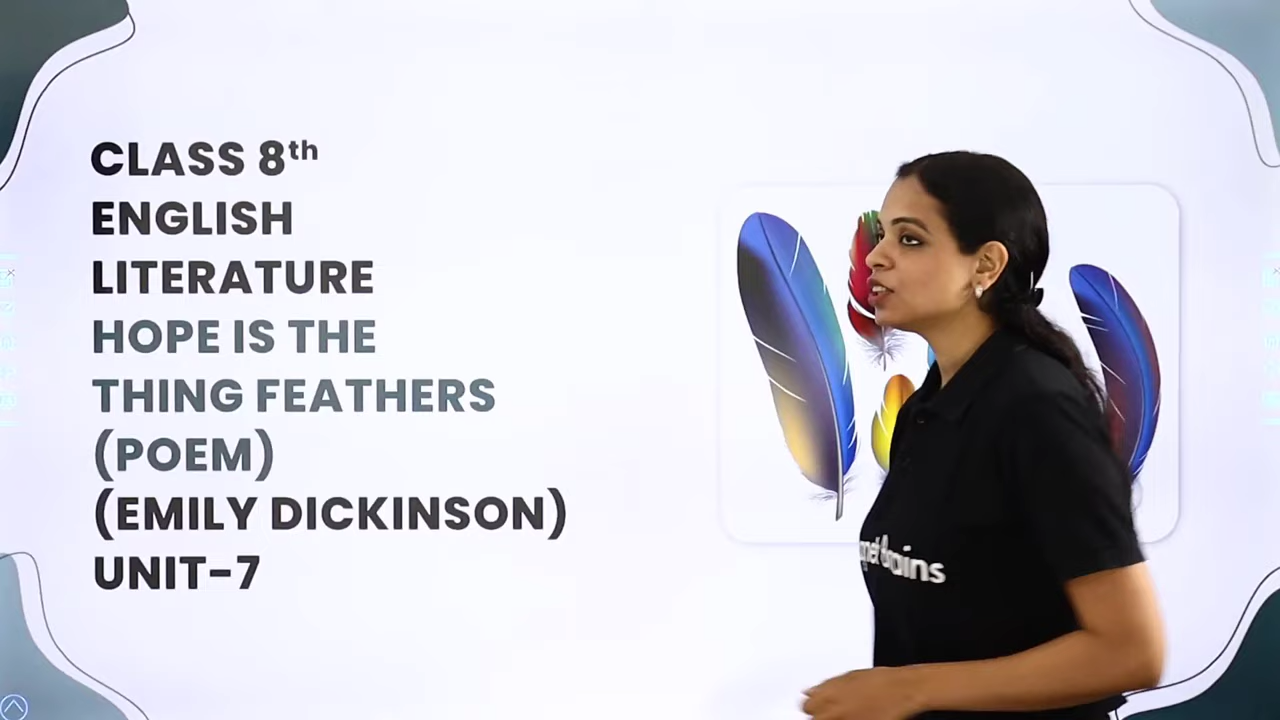 CLASS 8th
ENGLISH
LITERATURE
HOPE IS THE
THING FEATHERS
(POEM)
(EMILY DICKINSON)
UNIT-7